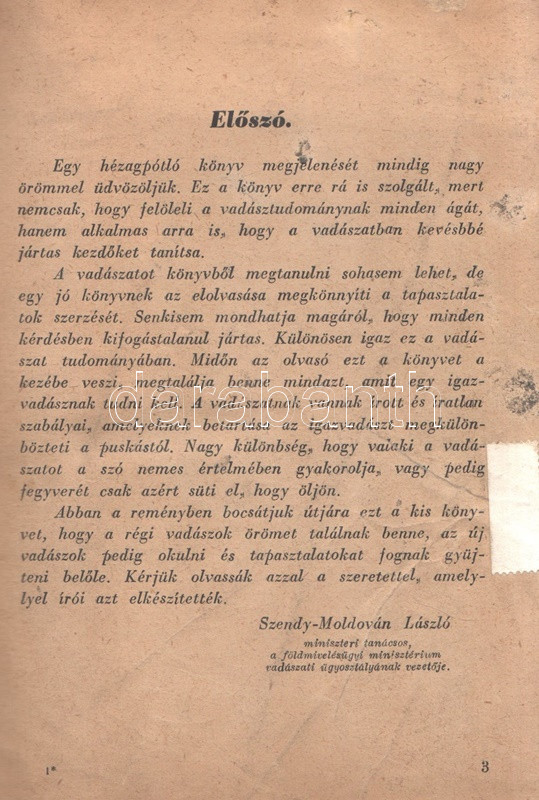 Előszó.
Egy hézagpótló könyv megjelenését mindig nagy
örömmel üdvözöljük. Ez a könyv erre rá is szolgált, mert
nemcsak, hogy felöleli a vadásztudománynak minden ágát,
hanem alkalmas arra is, hogy a vadászatban kevésbbé
jártas kezdőket tanítsa.
A vadászatot könyvből megtanulni sohasem lehet, de
egy jó könyvnek az elolvasása megkönnyíti a tapasztala-
tok szerzését. Senkisem mondhatja magáról, hogy minden
kérdésben kifogástalanul jártas. Különösen igaz ez a vadá-
szat tudományában. Midőn az olvasó ezt a könyvet a
kezébe veszi, megtalálja benne mindazt, amit egy igaz-
vadásznak tudni kell. A vadászatnak vannak írott és íratlan
szabályai, amelyeknek betartása az igazvadászt megkülön-
bözteti a puskástól. Nagy különbség, hogy valaki a vadá-
szatot a szó nemes értelmében gyakorolja, vagy pedig
fegyverét csak azért süti el, hogy öljön.
Abban a reményben bocsátjuk útjára ezt a kis köny-
vet, hogy a régi vadászok örömet találnak benne, az új
vadászok pedig okulni és tapasztalatokat fognak gyüj-
teni belőle. Kérjük olvassák azzal a szeretettel, amely-
lyel írói azt elkészítették.
Szendy-Moldován László
miniszteri tanácsos,
a földmívelésügyi minisztérium
vadászati ügyosztályának vezetője.
1*
3
darabanth